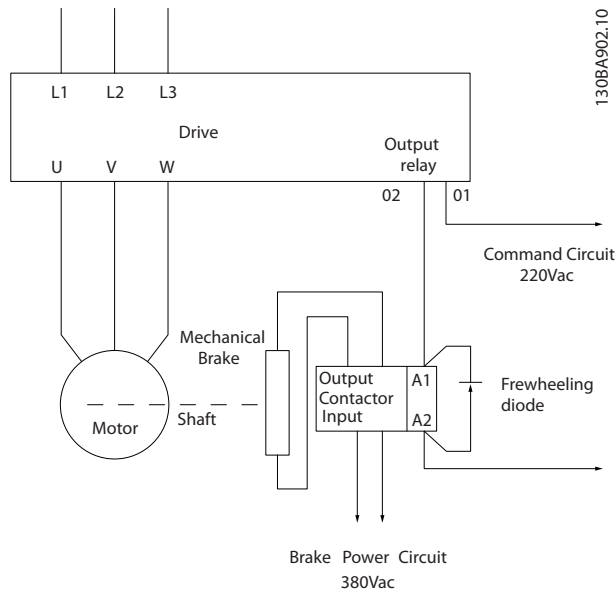 130BA902.10
L1 L2 L3
Drive
Output
relay
U V W
02 01
Command Circuit
220Vac
Mechanical
Brake
Output
Contactor
Input
A1
A2
Frewheeling
diode
Shaft
Motor
Brake Power Circuit
380Vac